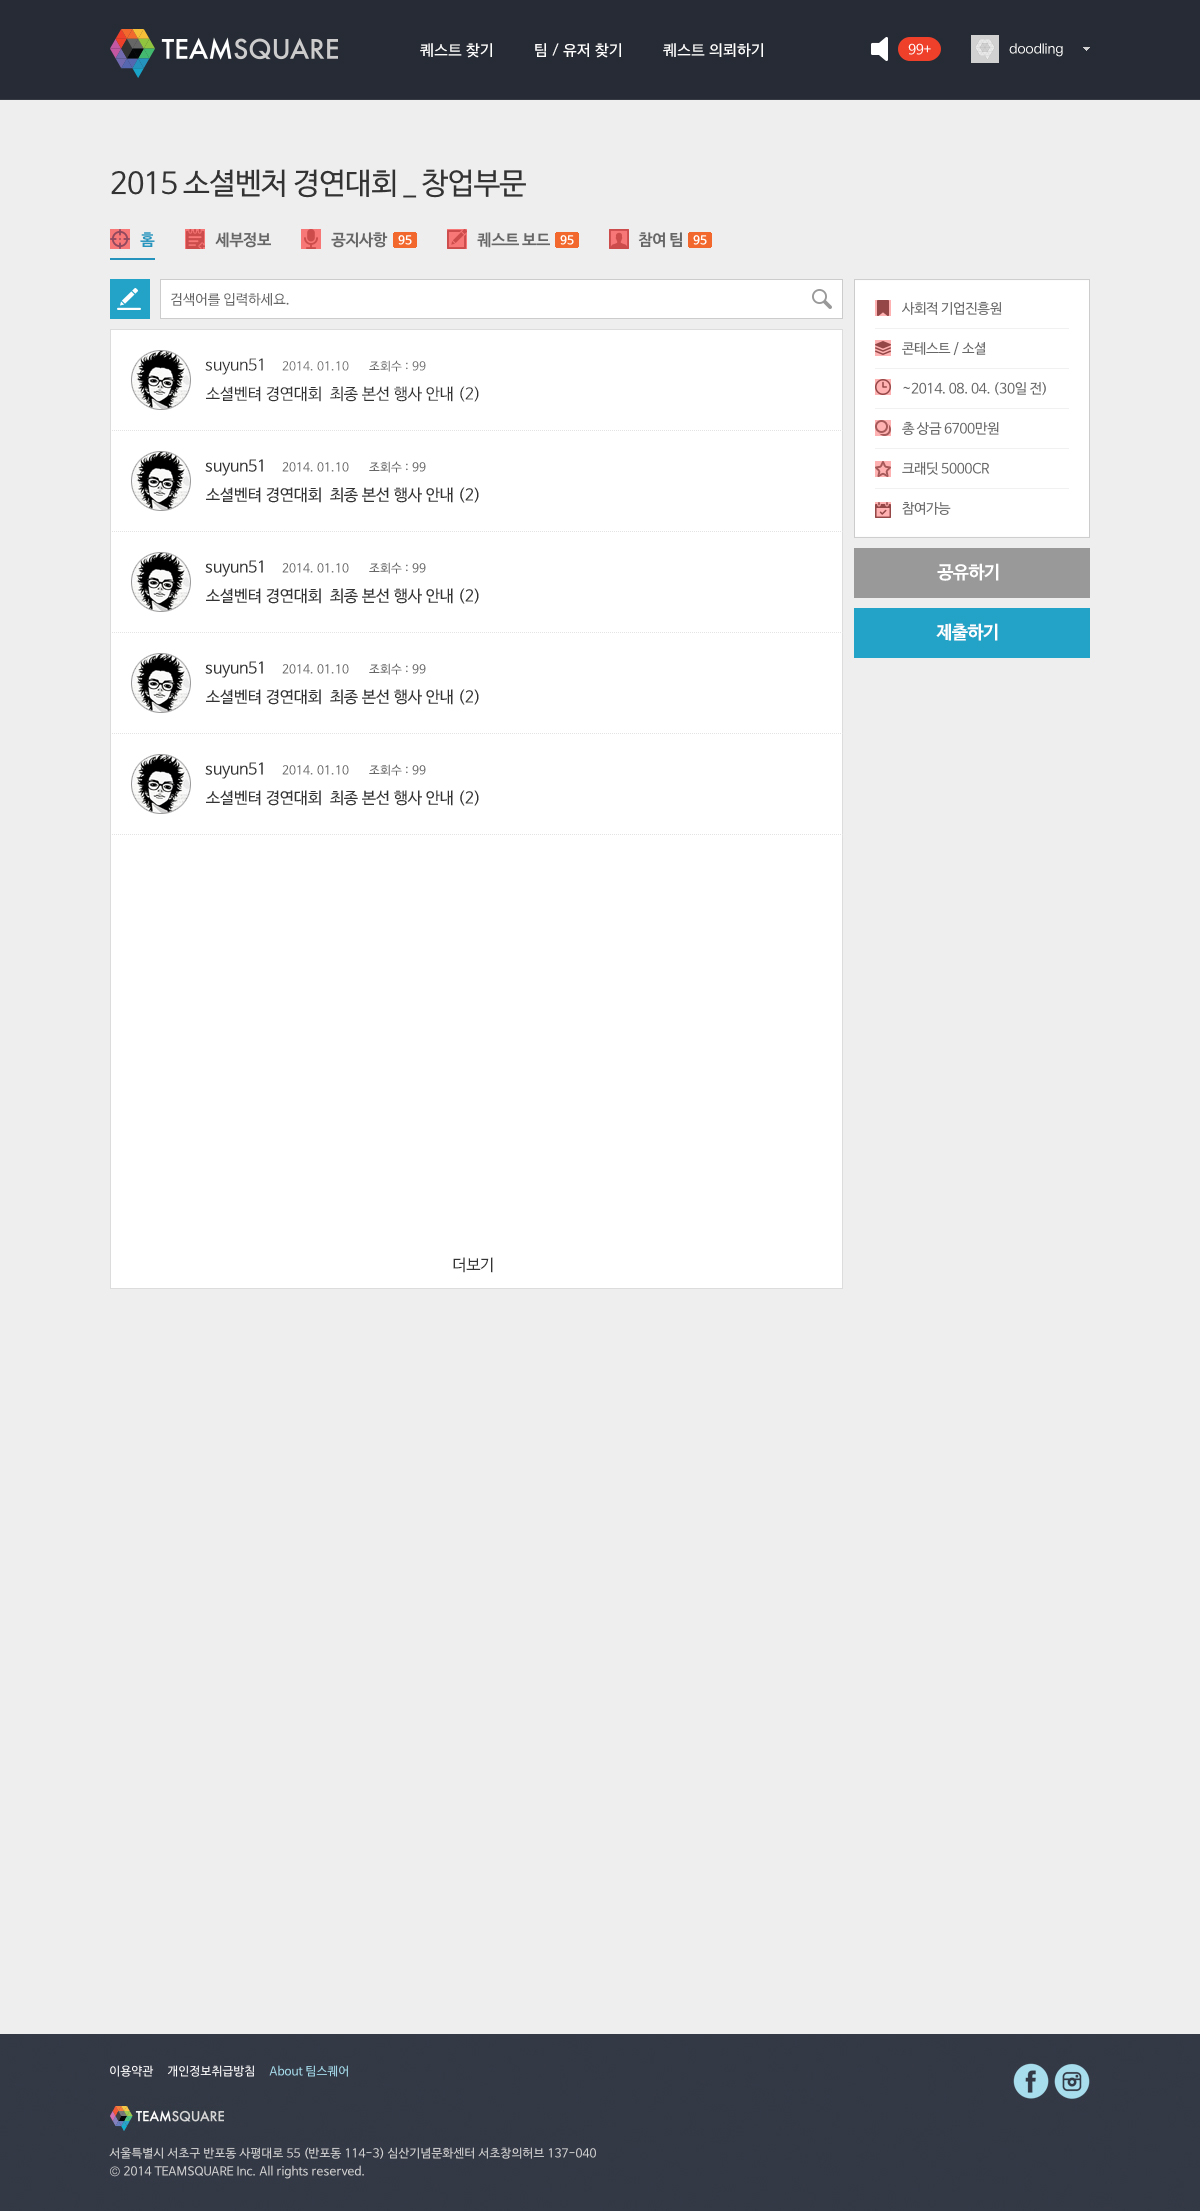 TEAMSQUARE
퀘스트 찾기 팀 / 유저 찾기 퀘스트 의뢰하기 99+ doodling
2015 소셜벤처 경연대회 _ 창업부문
홈 세부정보 공지사항 95 퀘스트 보드 95 참여 팀 95
검색어를 입력하세요.
suyun51 2014. 01.10 조회수 : 99
소셜벤텨 경연대회 최종 본선 행사 안내 (2)
suyun51 2014. 01.10 조회수 : 99
소셜벤텨 경연대회 최종 본선 행사 안내 (2)
suyun51 2014. 01.10 조회수 : 99
소셜벤텨 경연대회 최종 본선 행사 안내 (2)
suyun51 2014. 01.10 조회수 : 99
소셜벤텨 경연대회 최종 본선 행사 안내 (2)
suyun51 2014. 01.10 조회수 : 99
소셜벤텨 경연대회 최종 본선 행사 안내 (2)
더보기
사회적 기업진흥원
콘테스트 / 소셜
~2014. 08. 04. (30일 전)
총 상금 6700만원
크래딧 5000CR
참여가능
공유하기
제출하기
이용약관 개인정보취급방침 About 팀스퀘어
TEAMSQUARE
서울특별시 서초구 반포동 사평대로 55 (반포동 114-3) 심산기념문화센터 서초창의허브 137-040
© 2014 TEAMSQUARE Inc. All rights reserved.